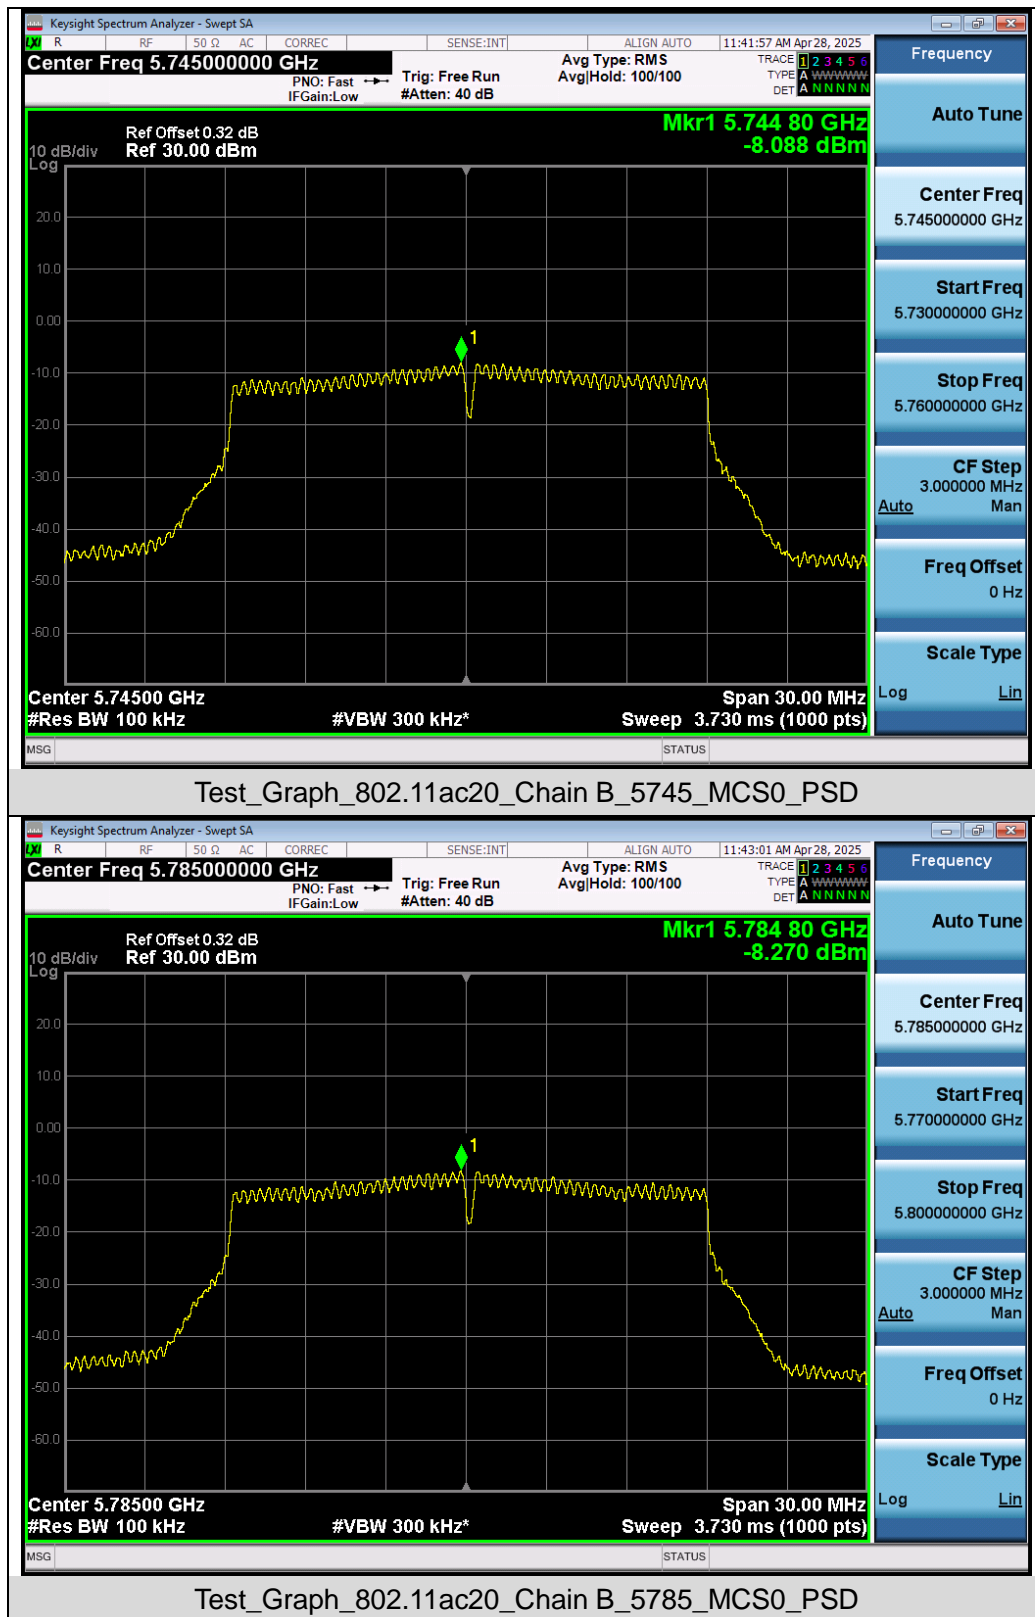 Keysight Spectrum Analyzer - Swept SA
LXI R RF 50 Ω AC CORREC SENSE:INT ALIGN AUTO 11:41:57 AM Apr 28, 2025
Center Freq 5.745000000 GHz
PNO: Fast
IFGain:Low
Trig: Free Run
#Atten: 40 dB
Avg Type: RMS
Avg|Hold: 100/100
TRACE 1 2 3 4 5 6
TYPE A WWWWW
DET A N N N N N
Ref Offset 0.32 dB
Ref 30.00 dBm
Mkr1 5.744 80 GHz
-8.088 dBm
10 dB/div
Log
20.0
10.0
0.00
-10.0
-20.0
-30.0
-40.0
-50.0
-60.0
1
Center 5.74500 GHz
Span 30.00 MHz
#Res BW 100 kHz
#VBW 300 kHz*
Sweep 3.730 ms (1000 pts)
MSG
STATUS
Frequency
Auto Tune
Center Freq
5.745000000 GHz
Start Freq
5.730000000 GHz
Stop Freq
5.760000000 GHz
CF Step
3.000000 MHz
Auto Man
Freq Offset
0 Hz
Scale Type
Log Lin
Test_Graph_802.11ac20_Chain B_5745_MCS0_PSD
Keysight Spectrum Analyzer - Swept SA
LXI R RF 50 Ω AC CORREC SENSE:INT ALIGN AUTO 11:43:01 AM Apr 28, 2025
Center Freq 5.785000000 GHz
PNO: Fast
IFGain:Low
Trig: Free Run
#Atten: 40 dB
Avg Type: RMS
Avg|Hold: 100/100
TRACE 1 2 3 4 5 6
TYPE A WWWWW
DET A N N N N N
Ref Offset 0.32 dB
Ref 30.00 dBm
Mkr1 5.784 80 GHz
-8.270 dBm
10 dB/div
Log
20.0
10.0
0.00
-10.0
-20.0
-30.0
-40.0
-50.0
-60.0
1
Center 5.78500 GHz
Span 30.00 MHz
#Res BW 100 kHz
#VBW 300 kHz*
Sweep 3.730 ms (1000 pts)
MSG
STATUS
Frequency
Auto Tune
Center Freq
5.785000000 GHz
Start Freq
5.770000000 GHz
Stop Freq
5.800000000 GHz
CF Step
3.000000 MHz
Auto Man
Freq Offset
0 Hz
Scale Type
Log Lin
Test_Graph_802.11ac20_Chain B_5785_MCS0_PSD